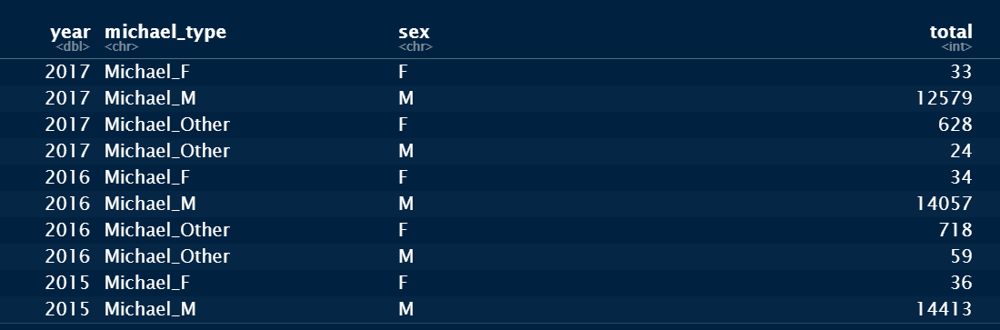 year michael_type sex total
<dbl> <chr> <chr> <int>
2017 Michael_F F 33
2017 Michael_M M 12579
2017 Michael_Other F 628
2017 Michael_Other M 24
2016 Michael_F F 34
2016 Michael_M M 14057
2016 Michael_Other F 718
2016 Michael_Other M 59
2015 Michael_F F 36
2015 Michael_M M 14413